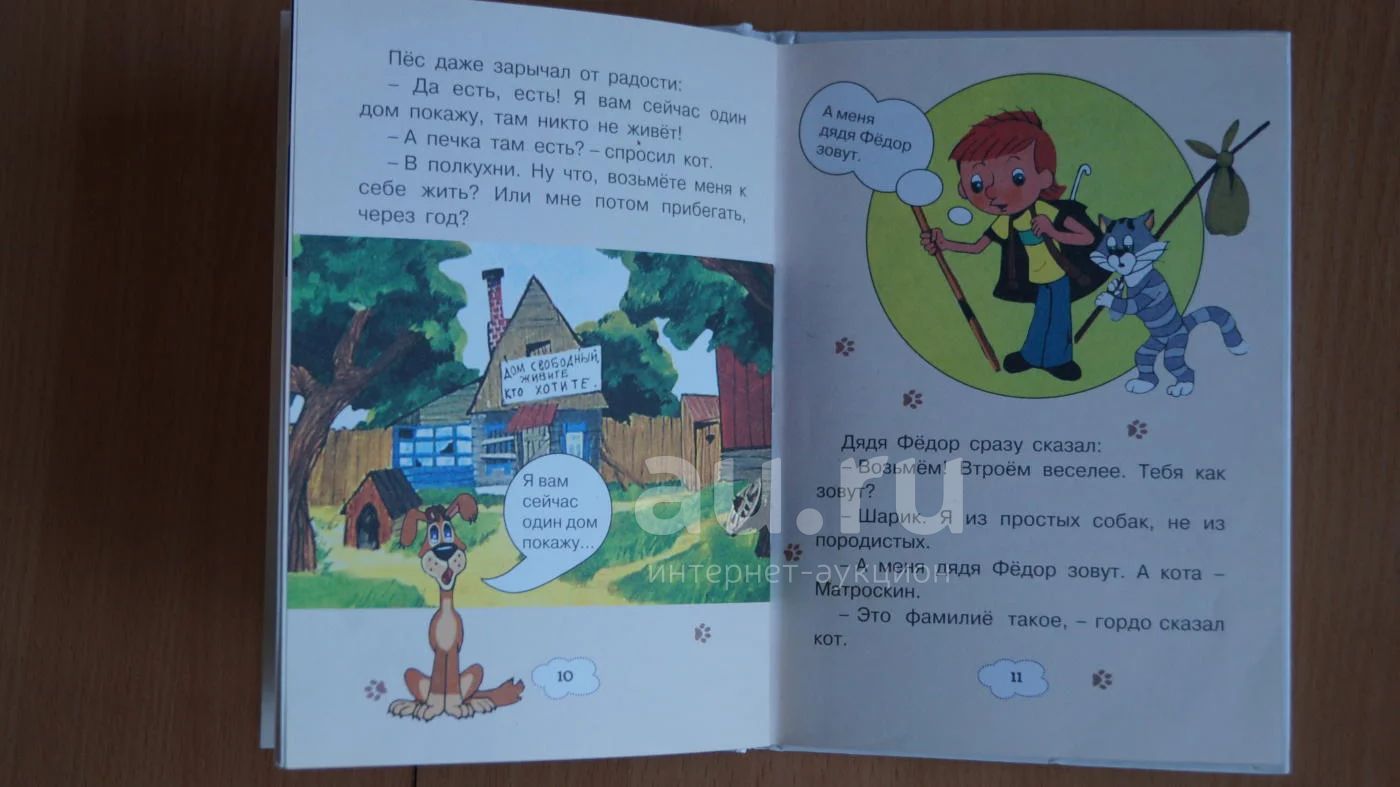 Пёс даже зарычал от радости:
– Да есть, есть! Я вам сейчас один
дом покажу, там никто не живёт!
– А печка там есть? – спросил кот.
– В полкухни. Ну что, возьмёте меня к
себе жить? Или мне потом прибегать,
через год?
ДОМ СВОБОДНЫЙ,
ЖИВИТЕ
КТО ХОТИТЕ.
Я вам
сейчас
один дом
покажу...
10
А меня
дядя Фёдор
зовут.
Дядя Фёдор сразу сказал:
– Возьмём! Втроём веселее. Тебя как
зовут?
– Шарик. Я из простых собак, не из
породистых.
– А меня дядя Фёдор зовут. А кота –
Матроскин.
– Это фамилиё такое, – гордо сказал
кот.
11
au.ru
интернет-аукцион